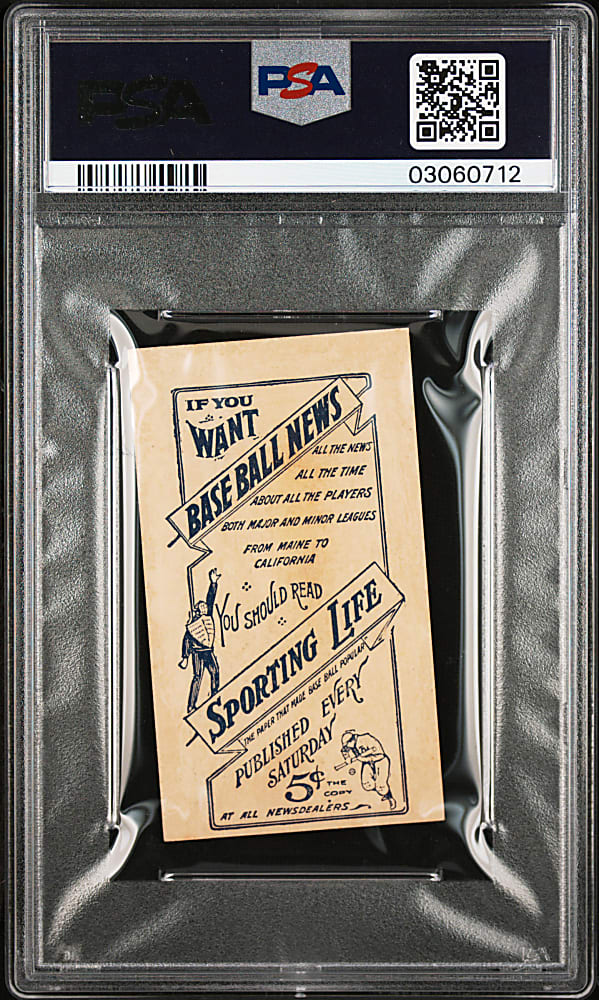 PSA
PSA
03060712
IF YOU
WANT
BASE BALL NEWS
ALL THE NEWS
ALL THE TIME
ABOUT ALL THE PLAYERS
BOTH MAJOR AND MINOR LEAGUES
FROM MAINE TO
CALIFORNIA
YOU SHOULD READ
SPORTING LIFE
"THE PAPER THAT MADE BASE BALL POPULAR"
PUBLISHED EVERY
SATURDAY
5¢ THE
COPY
AT ALL NEWSDEALERS